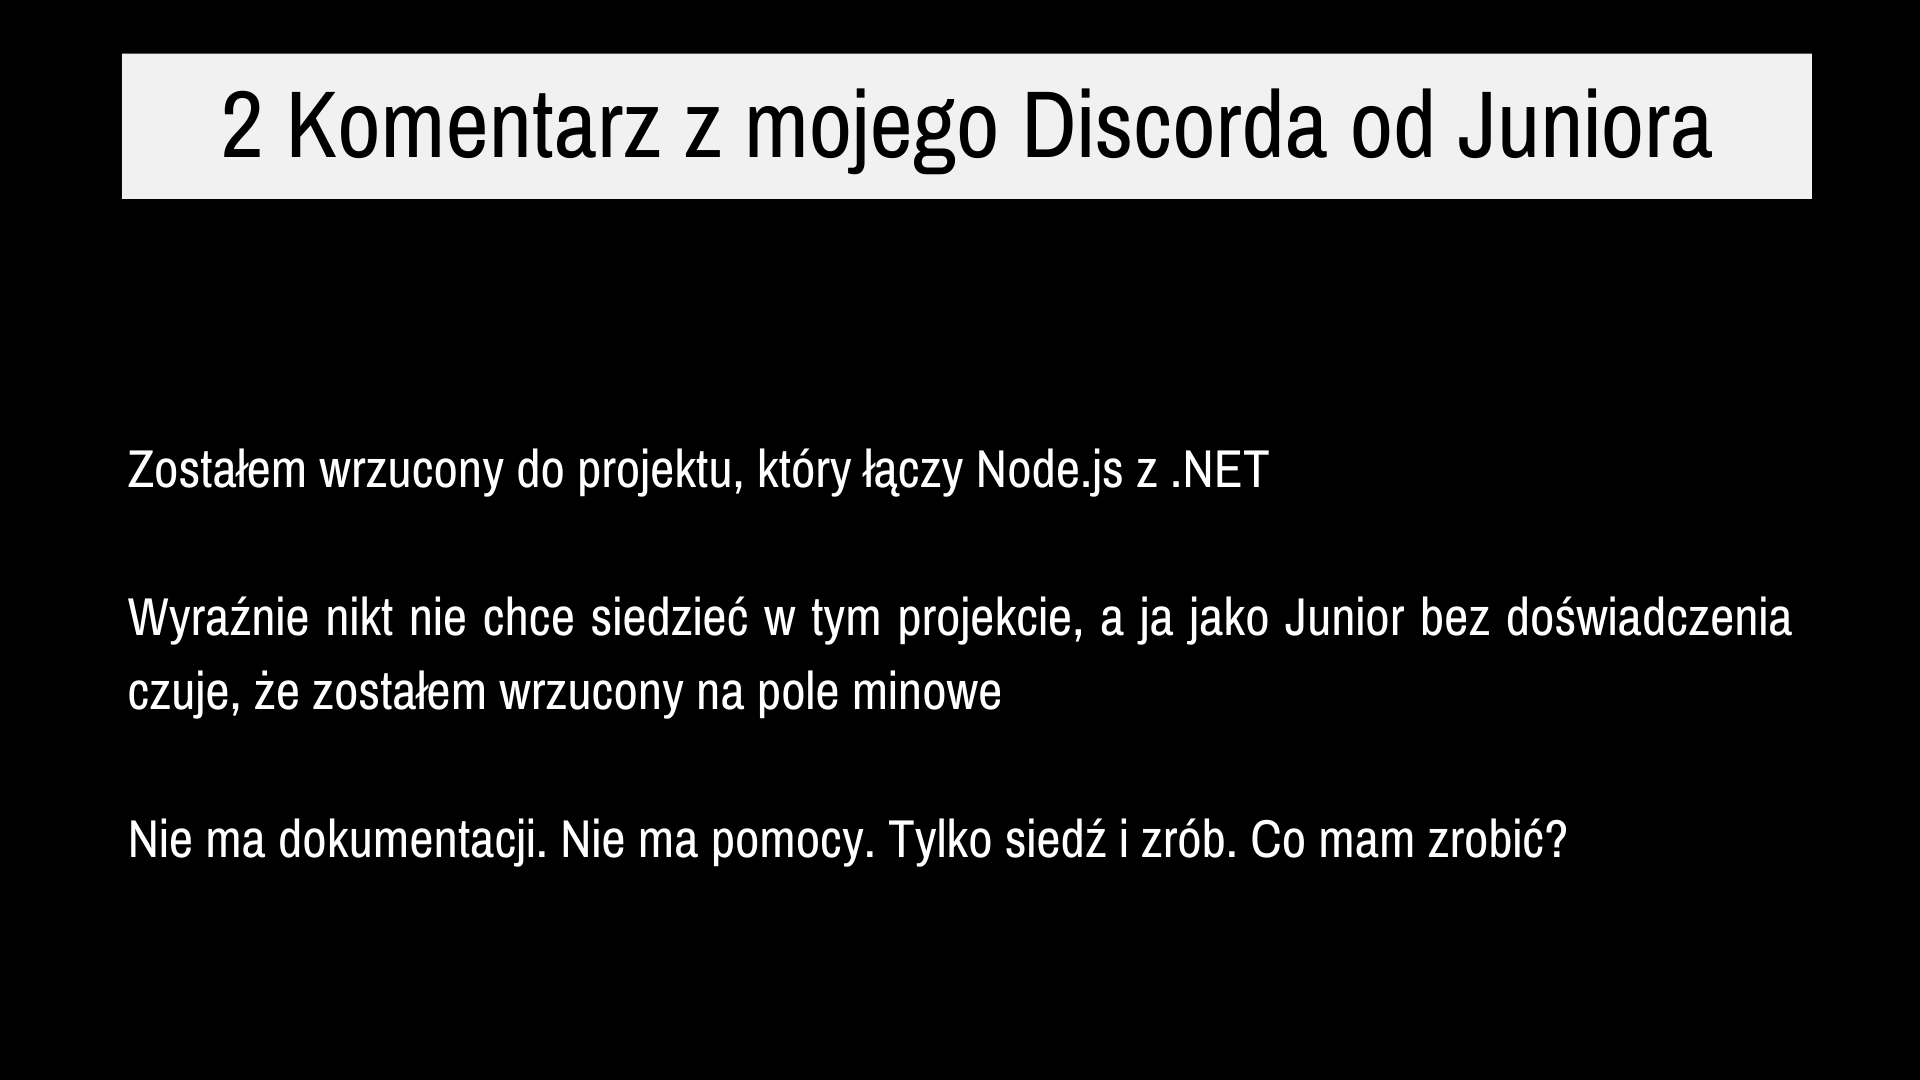 2 Komentarz z mojego Discorda od Juniora
Zostałem wrzucony do projektu, który łączy Node.js z .NET
Wyraźnie nikt nie chce siedzieć w tym projekcie, a ja jako Junior bez doświadczenia
czuje, że zostałem wrzucony na pole minowe
Nie ma dokumentacji. Nie ma pomocy. Tylko siedź i zrób. Co mam zrobić?